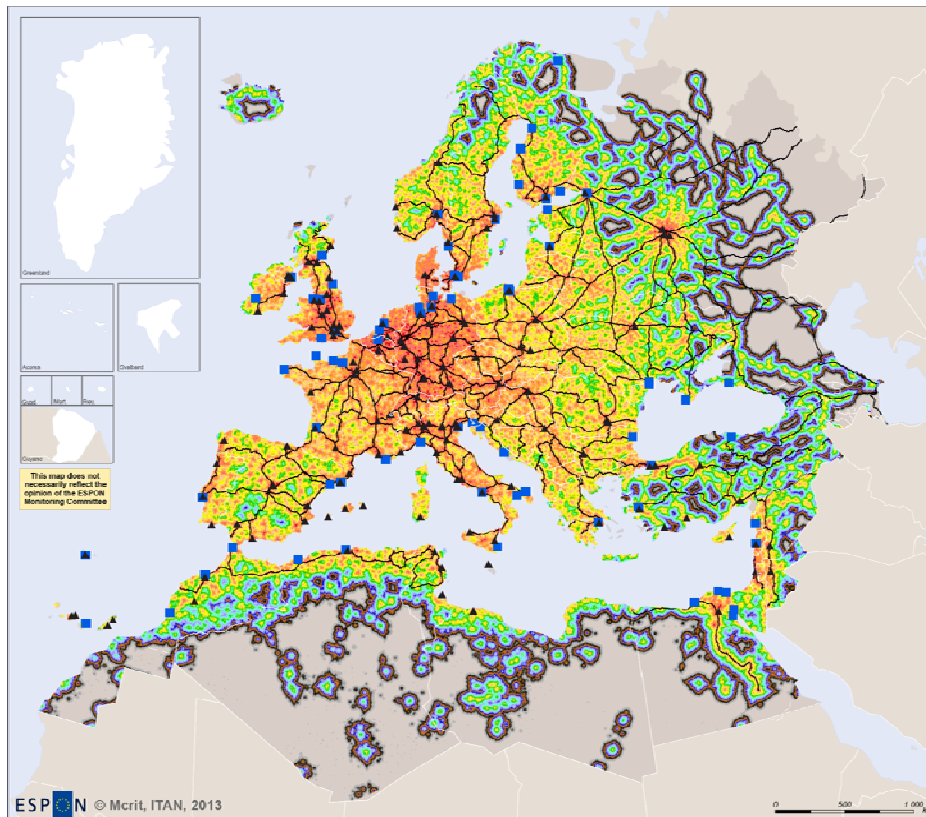 Greenland
Acores
Svalbard
Guad.
Mart.
Reu.
Guyane
This map does not
necessarily reflect the
opinion of the ESPON
Monitoring Committee
ESPON © Mcrit, ITAN, 2013
0 500 1 000